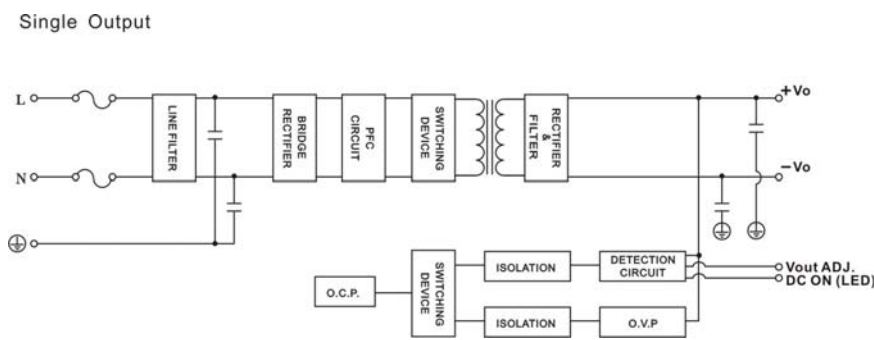 Single Output
L
N
LINE FILTER
BRIDGE
RECTIFIER
PFC
CIRCUIT
SWITCHING
DEVICE
RECTIFIER
&
FILTER
+Vo
−Vo
O.C.P.
SWITCHING
DEVICE
ISOLATION
DETECTION
CIRCUIT
Vout ADJ.
DC ON (LED)
ISOLATION
O.V.P